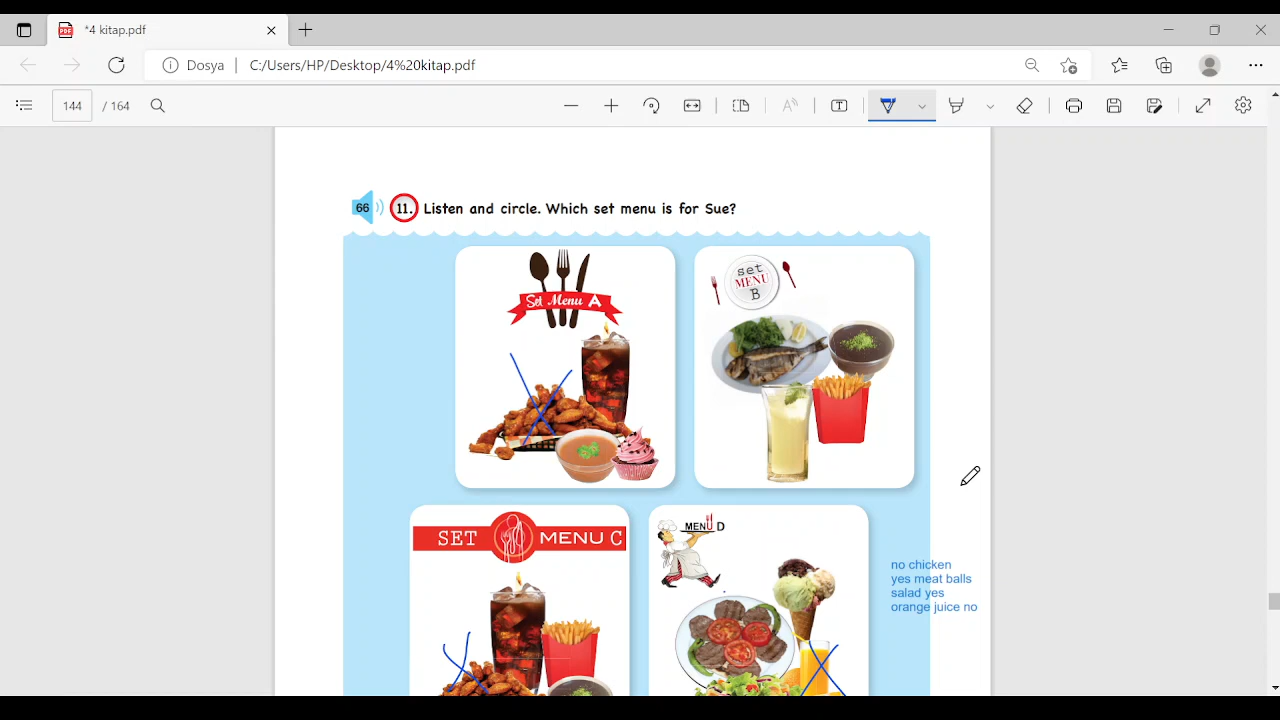 *4 kitap.pdf
Dosya | C:/Users/HP/Desktop/4%20kitap.pdf
144 / 164
66 11. Listen and circle. Which set menu is for Sue?
Set Menu A
set
MENU
B
SET MENU C
MENU D
no chicken
yes meat balls
salad yes
orange juice no